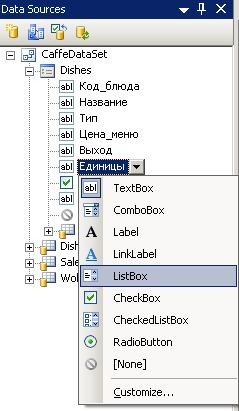 Data Sources
CaffeDataSet
Dishes
Код_блюда
Название
Тип
Цена_меню
Выход
Единицы
abl TextBox
ComboBox
A Label
A LinkLabel
ListBox
CheckBox
CheckedListBox
RadioButton
[None]
Customize...
Dish
Sale